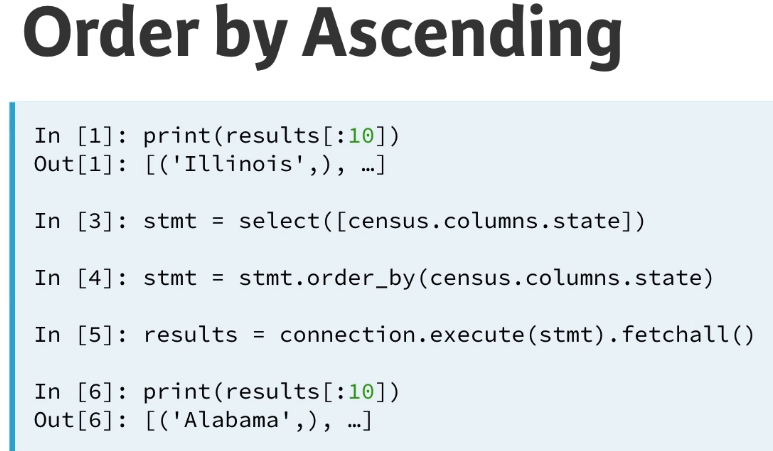 Order by Ascending
In [1]: print(results[:10])
Out[1]: [('Illinois',), …]
In [3]: stmt = select([census.columns.state])
In [4]: stmt = stmt.order_by(census.columns.state)
In [5]: results = connection.execute(stmt).fetchall()
In [6]: print(results[:10])
Out[6]: [('Alabama',), …]